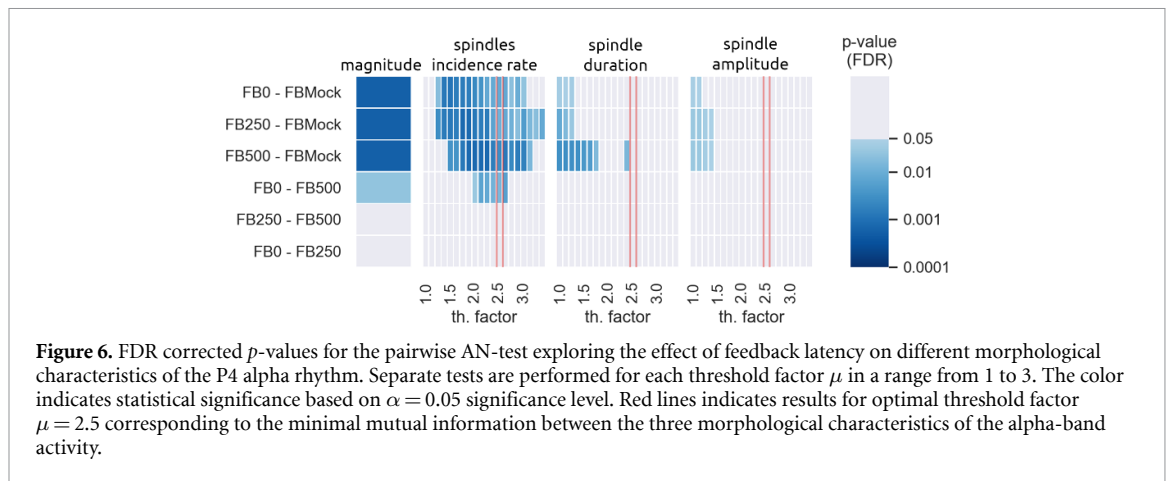 spindles spindle spindle p-value
magnitude incidence rate duration amplitude (FDR)
FB0 - FBMock
FB250 - FBMock
FB500 - FBMock
FB0 - FB500
FB250 - FB500
FB0 - FB250
0.05
0.01
0.001
0.0001
1.0 1.5 2.0 2.5 3.0 1.0 1.5 2.0 2.5 3.0 1.0 1.5 2.0 2.5 3.0
th. factor th. factor th. factor
Figure 6. FDR corrected p-values for the pairwise AN-test exploring the effect of feedback latency on different morphological
characteristics of the P4 alpha rhythm. Separate tests are performed for each threshold factor μ in a range from 1 to 3. The color
indicates statistical significance based on α = 0.05 significance level. Red lines indicates results for optimal threshold factor
μ = 2.5 corresponding to the minimal mutual information between the three morphological characteristics of the alpha-band
activity.